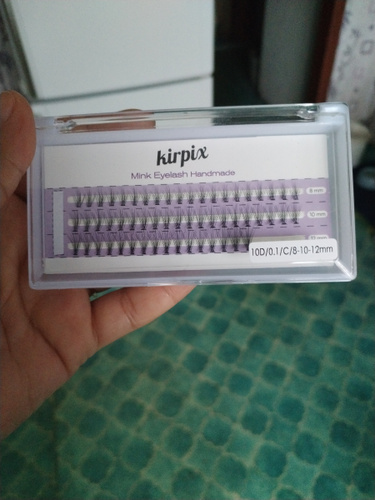 kirpix
Mink Eyelash Handmade
8 mm
10 mm
10D/0.1/C/8-10-12mm